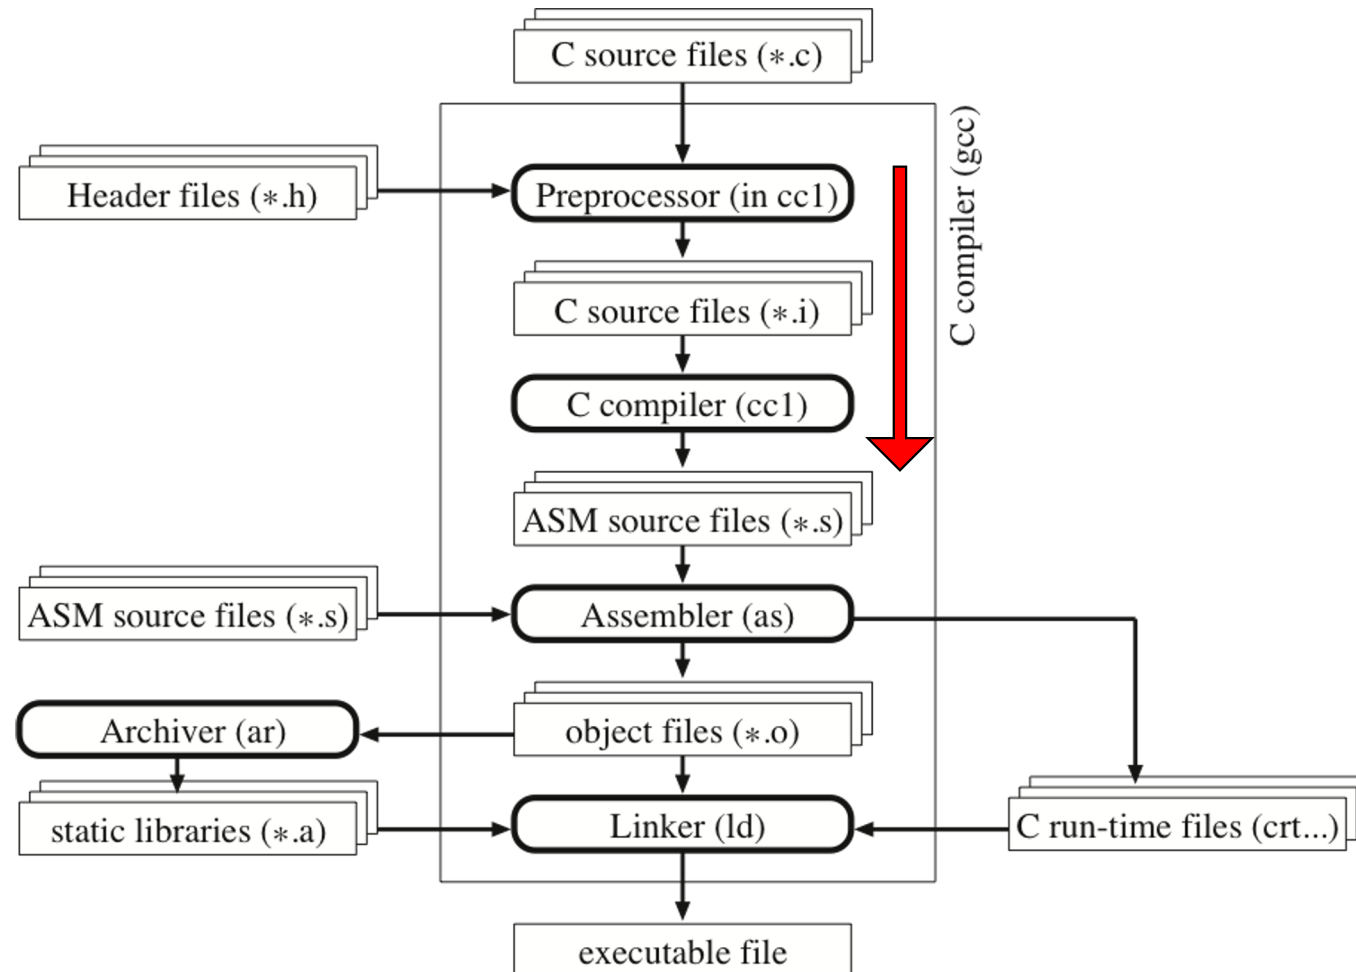 C source files (*.c)
C compiler (gcc)
Header files (*.h)
Preprocessor (in cc1)
C source files (*.i)
C compiler (cc1)
ASM source files (*.s)
ASM source files (*.s)
Assembler (as)
Archiver (ar)
object files (*.o)
static libraries (*.a)
Linker (ld)
C run-time files (crt...)
executable file